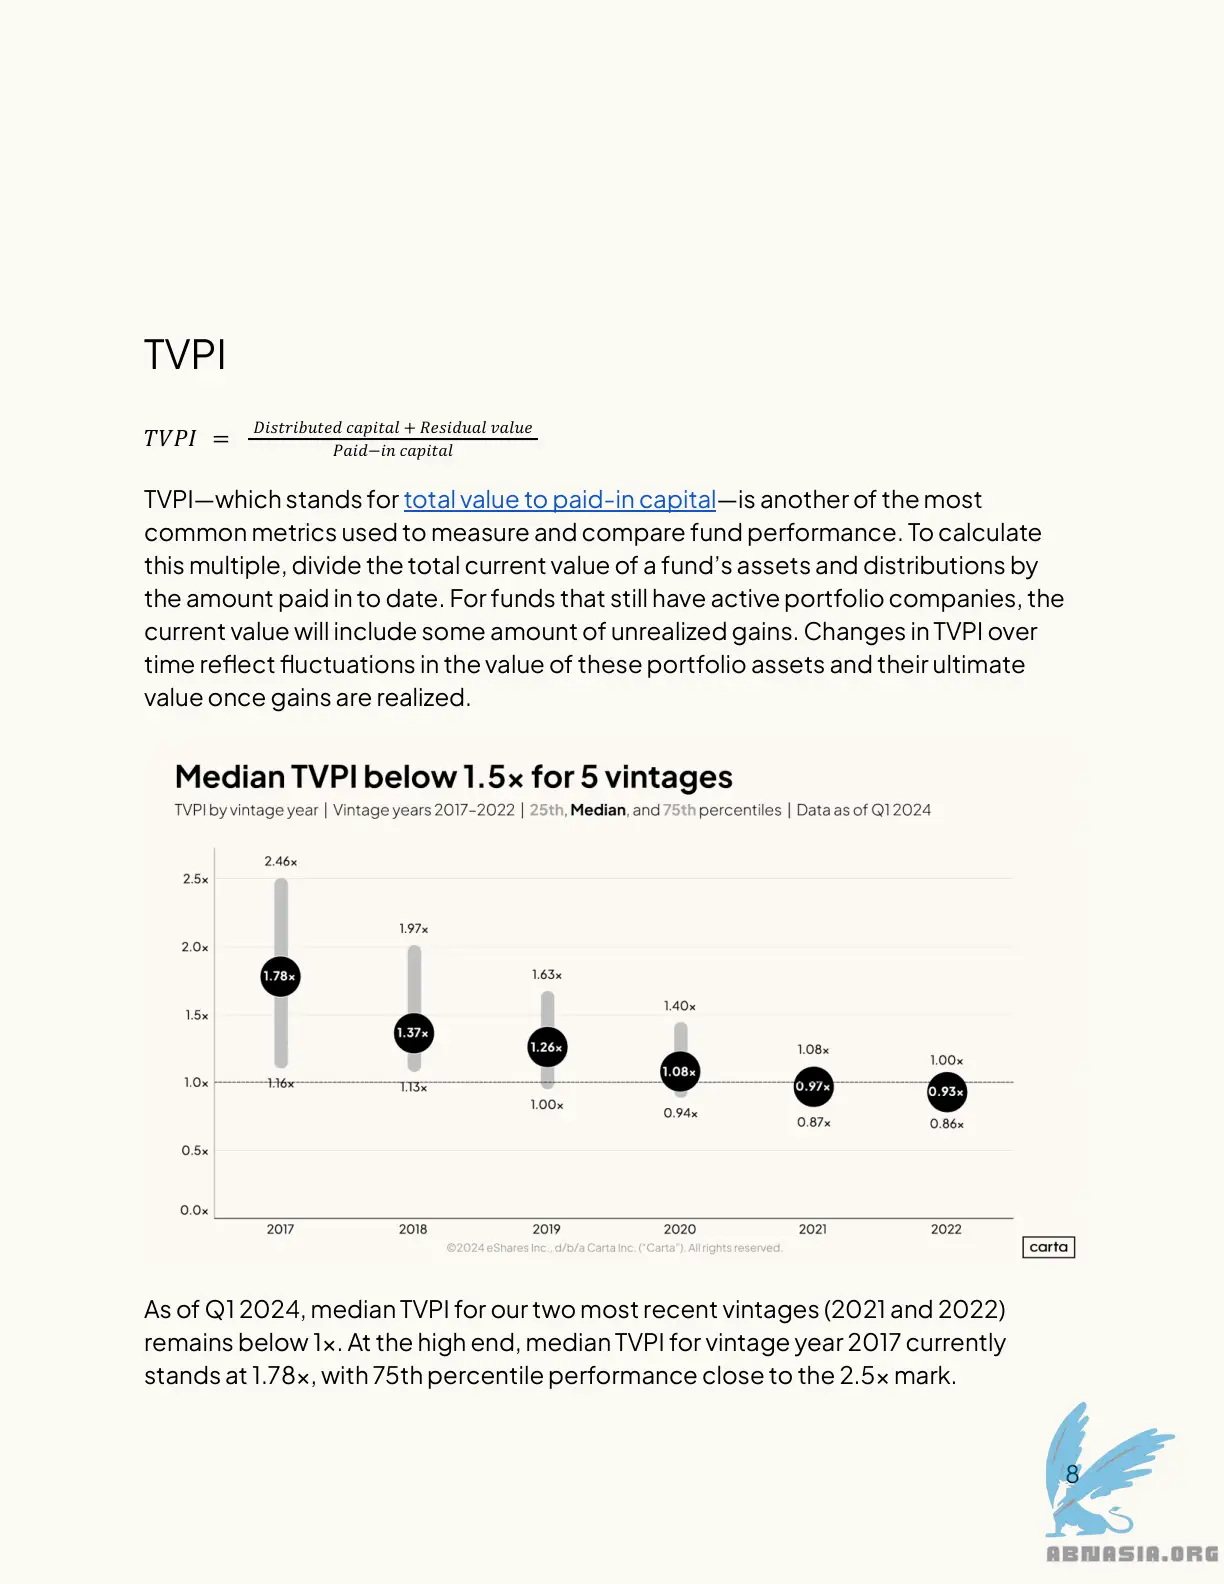 TVPI
TVPI = Distributed capital + Residual value
Paid−in capital
TVPI—which stands for total value to paid-in capital—is another of the most
common metrics used to measure and compare fund performance. To calculate
this multiple, divide the total current value of a fund’s assets and distributions by
the amount paid in to date. For funds that still have active portfolio companies, the
current value will include some amount of unrealized gains. Changes in TVPI over
time reflect fluctuations in the value of these portfolio assets and their ultimate
value once gains are realized.
Median TVPI below 1.5× for 5 vintages
TVPI by vintage year | Vintage years 2017–2022 | 25th, Median, and 75th percentiles | Data as of Q1 2024
2.46×
2.5×
1.97×
2.0×
1.78×
1.63×
1.5×
1.40×
1.37×
1.26×
1.08×
1.08×
1.00×
1.0×
1.16×
1.13×
0.97×
0.93×
1.00×
0.94×
0.87×
0.86×
0.5×
0.0×
2017 2018 2019 2020 2021 2022
©2024 eShares Inc., d/b/a Carta Inc. (“Carta”). All rights reserved.
carta
As of Q1 2024, median TVPI for our two most recent vintages (2021 and 2022)
remains below 1×. At the high end, median TVPI for vintage year 2017 currently
stands at 1.78×, with 75th percentile performance close to the 2.5× mark.
8
ABNASIA.ORG